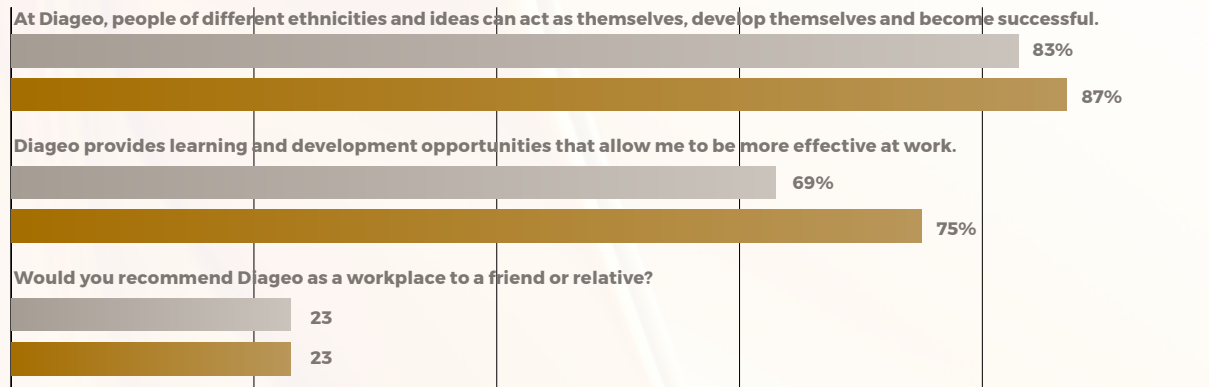 At Diageo, people of different ethnicities and ideas can act as themselves, develop themselves and become successful.
83%
87%
Diageo provides learning and development opportunities that allow me to be more effective at work.
69%
75%
Would you recommend Diageo as a workplace to a friend or relative?
23
23